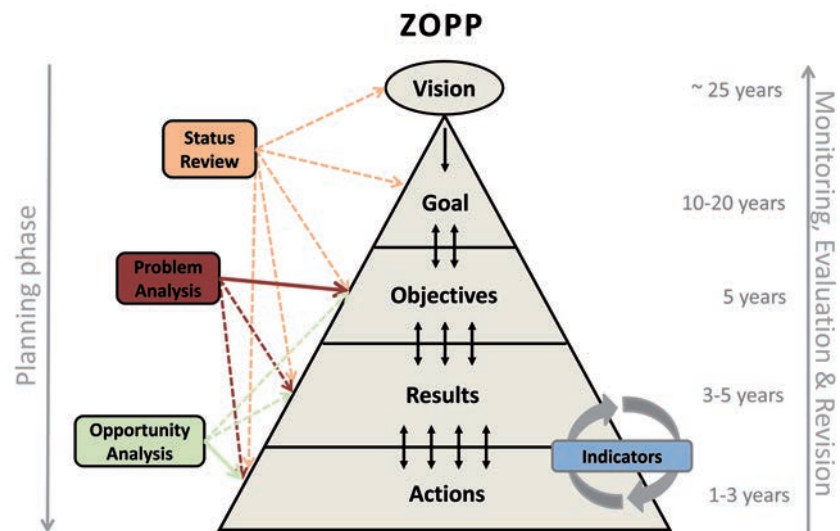 ZOPP
Vision
~ 25 years
Status
Review
Goal
10-20 years
Problem
Analysis
Objectives
5 years
Results
3-5 years
Opportunity
Analysis
Indicators
Actions
1-3 years
Planning phase
Monitoring, Evaluation & Revision